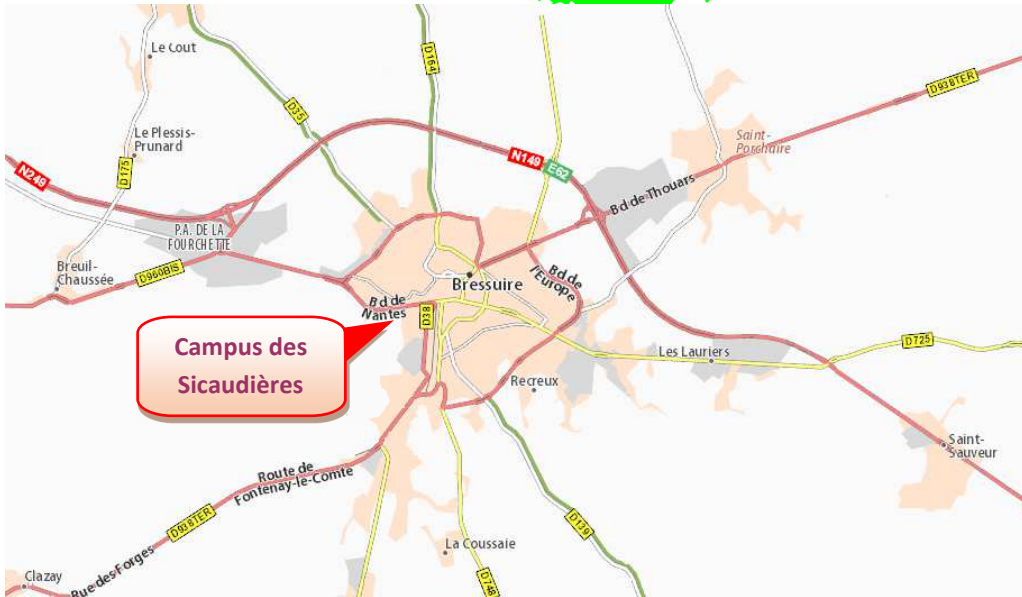 Le Cout
D164
D35
D938TER
Le Plessis-
Prunard
Saint-
Porchaire
N149
E62
N249
D175
Bd de Thouars
P.A. DE LA
FOURCHETTE
Breuil-
Chaussée
D960BIS
Bressuire
Bd de
l'Europe
Bd de
Nantes
D38
Campus des
Sicaudières
D725
Les Lauriers
Recreux
Saint-
Sauveur
Route de
Fontenay-le-Comte
D938TER
D139
La Coussaie
Rue des Forges
D748
Clazay